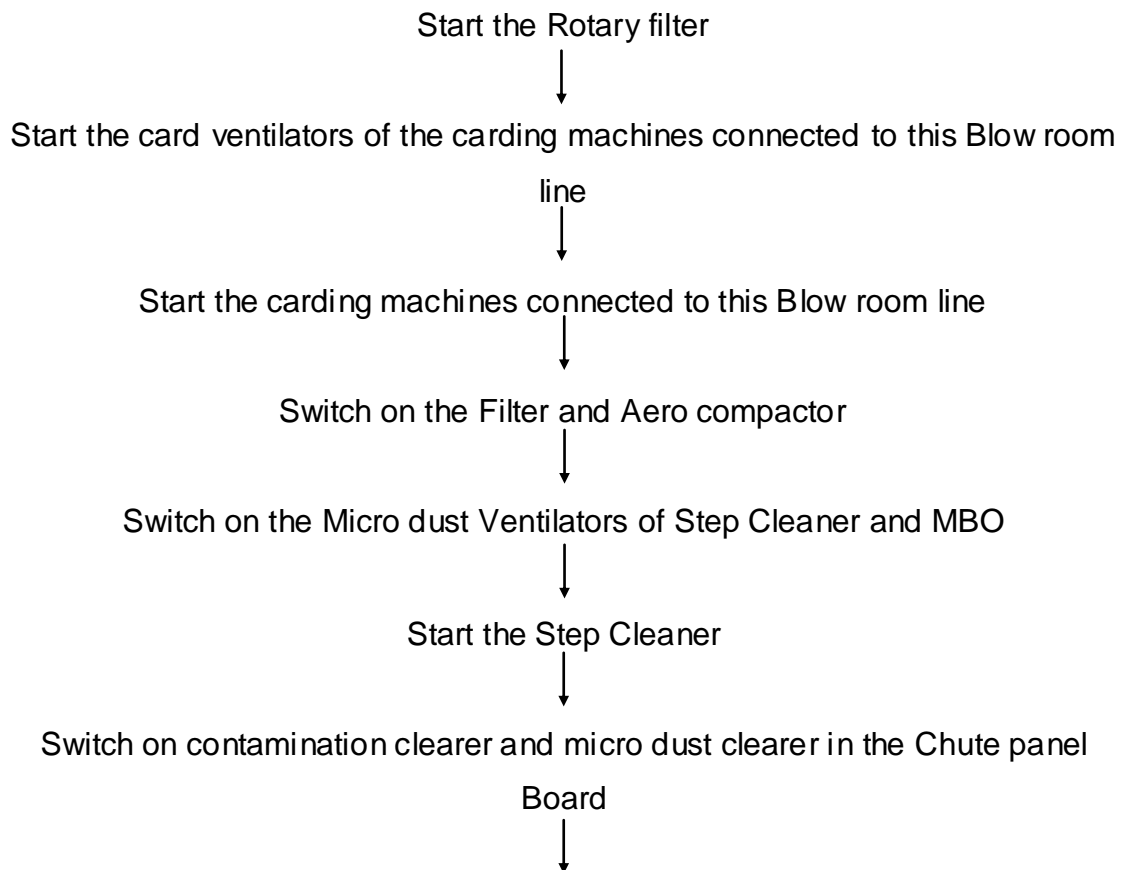 Start the Rotary filter
Start the card ventilators of the carding machines connected to this Blow room
line
Start the carding machines connected to this Blow room line
Switch on the Filter and Aero compactor
Switch on the Micro dust Ventilators of Step Cleaner and MBO
Start the Step Cleaner
Switch on contamination clearer and micro dust clearer in the Chute panel
Board